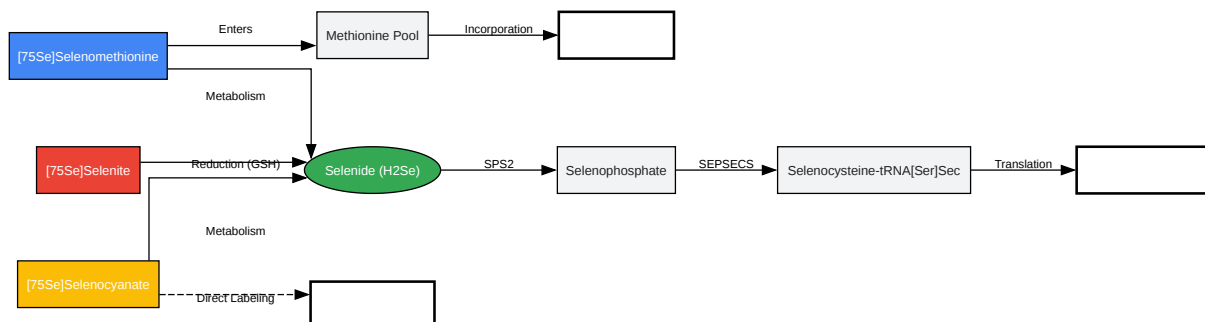 Enters
Methionine Pool
Incorporation
[75Se]Selenomethionine
Metabolism
[75Se]Selenite
Reduction (GSH)
Selenide (H2Se)
SPS2
Selenophosphate
SEPSECS
Selenocysteine-tRNA[Ser]Sec
Translation
Metabolism
[75Se]Selenocyanate
Direct Labeling